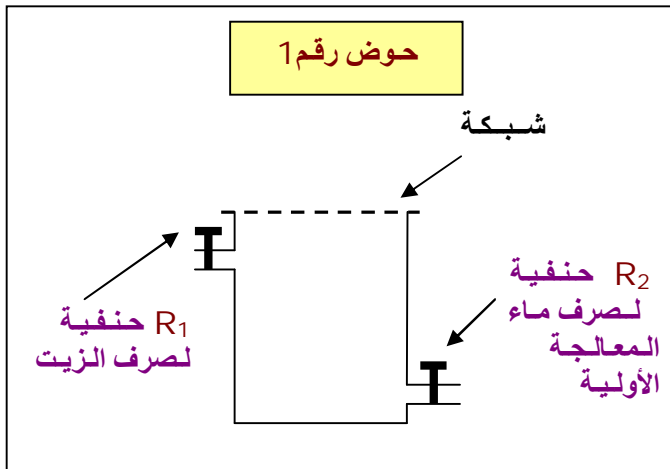 حوض رقم1
شبكة
R2 حنفية
لصرف ماء
المعالجة
الأولية
R1 حنفية
لصرف الزيت